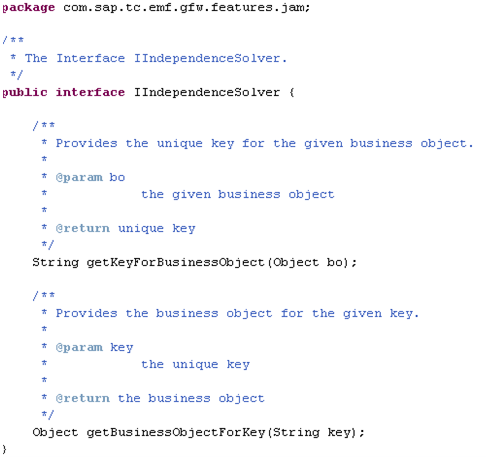 package com.sap.tc.emf.gfw.features.jam;

/**
 * The Interface IIndependenceSolver.
 */
public interface IIndependenceSolver {

    /**
     * Provides the unique key for the given business object.
     *
     * @param bo
     *            the given business object
     *
     * @return unique key
     */
    String getKeyForBusinessObject(Object bo);

    /**
     * Provides the business object for the given key.
     *
     * @param key
     *            the unique key
     *
     * @return the business object
     */
    Object getBusinessObjectForKey(String key);
}